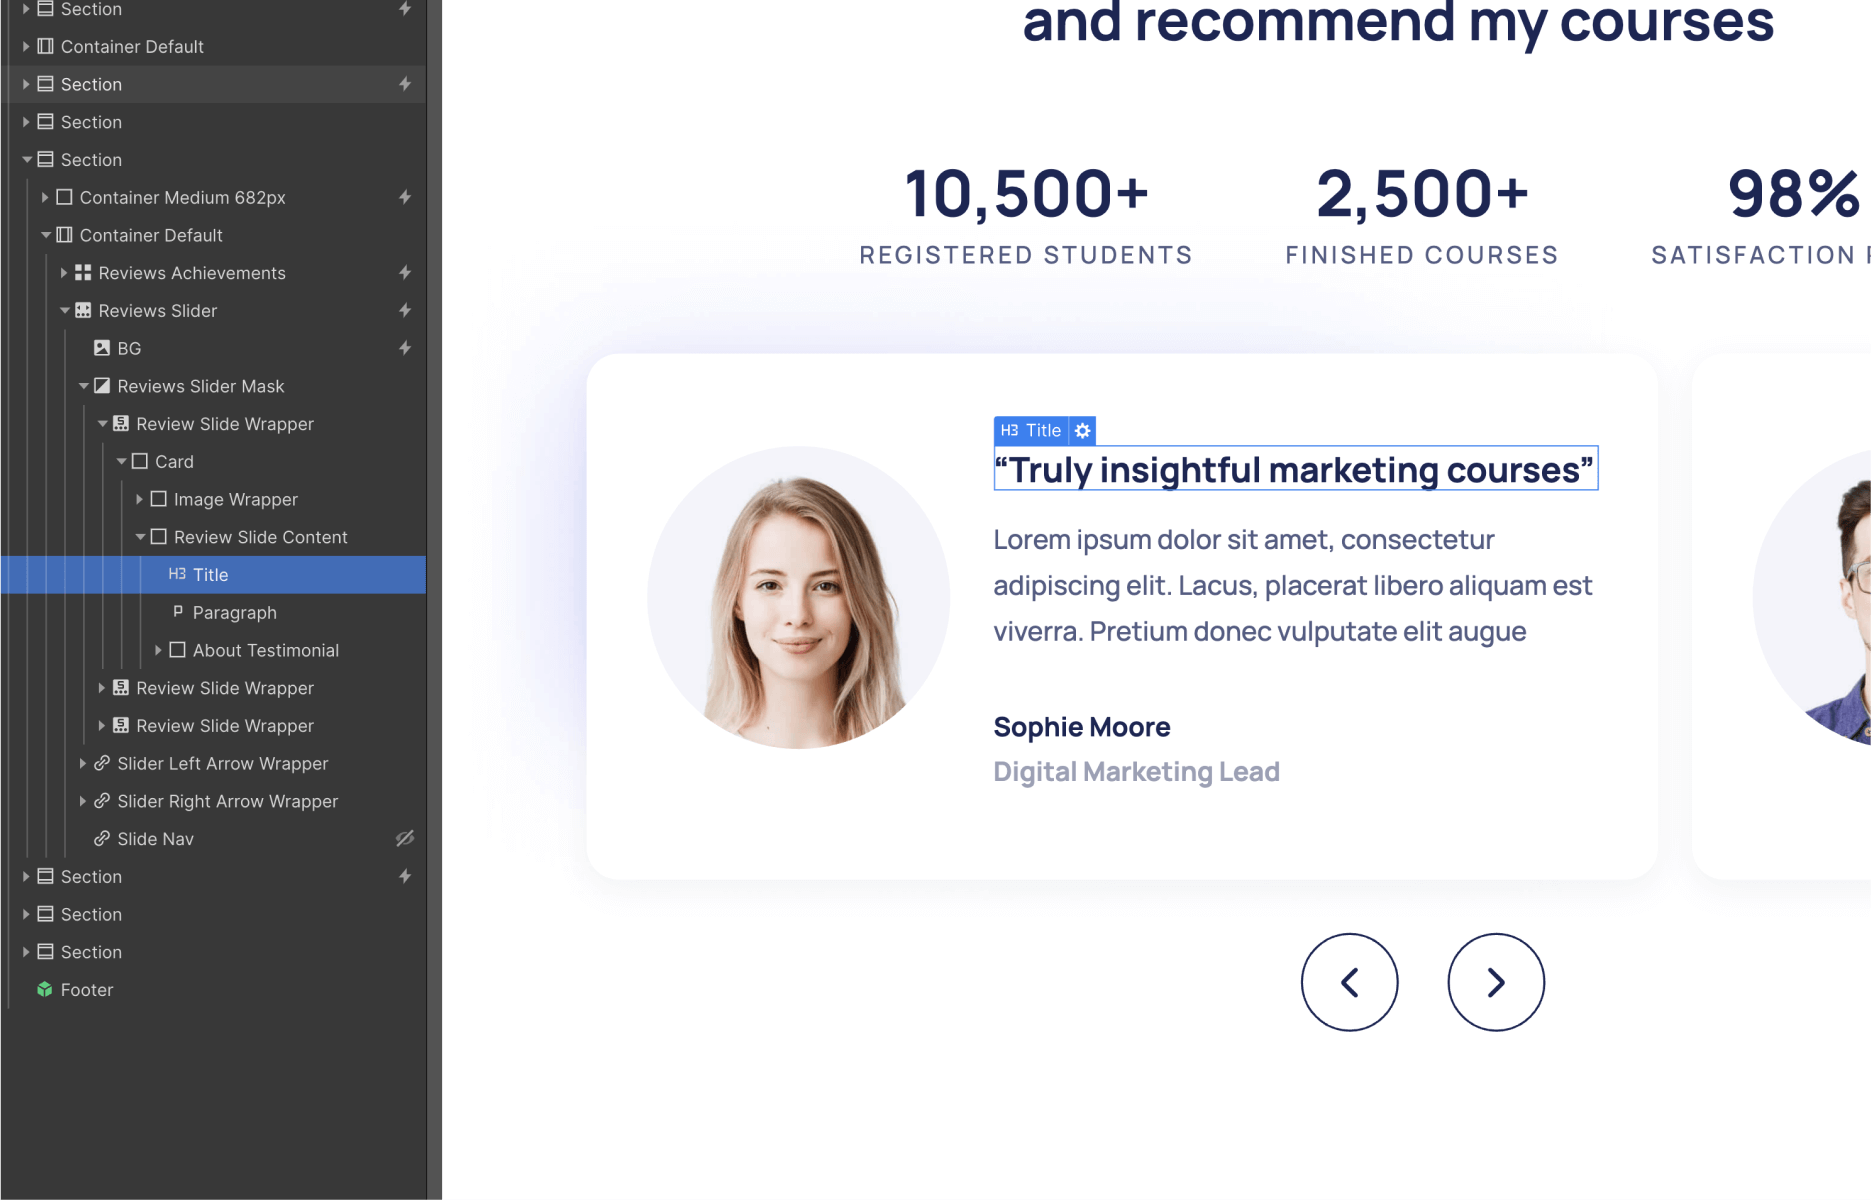 Section
Container Default
Section
Section
Section
Container Medium 682px
Container Default
Reviews Achievements
Reviews Slider
BG
Reviews Slider Mask
Review Slide Wrapper
Card
Image Wrapper
Review Slide Content
H3 Title
P Paragraph
About Testimonial
S Review Slide Wrapper
S Review Slide Wrapper
Slider Left Arrow Wrapper
Slider Right Arrow Wrapper
Slide Nav
Section
Section
Section
Footer
and recommend my courses
10,500+
REGISTERED STUDENTS
2,500+
FINISHED COURSES
98%
SATISFACTION
H3 Title
“Truly insightful marketing courses”
Lorem ipsum dolor sit amet, consectetur
adipiscing elit. Lacus, placerat libero aliquam est
viverra. Pretium donec vulputate elit augue
Sophie Moore
Digital Marketing Lead